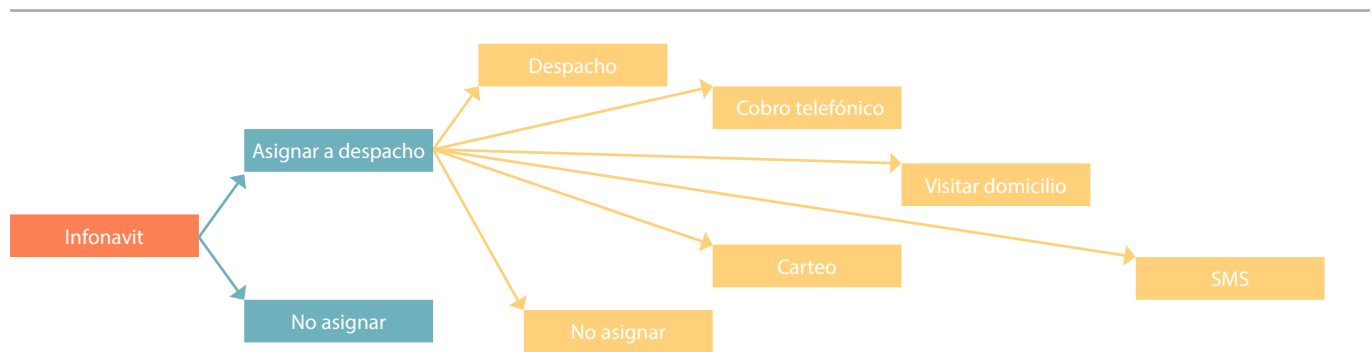 Despacho
Cobro telefónico
Asignar a despacho
Visitar domicilio
Infonavit
Carteo
SMS
No asignar
No asignar